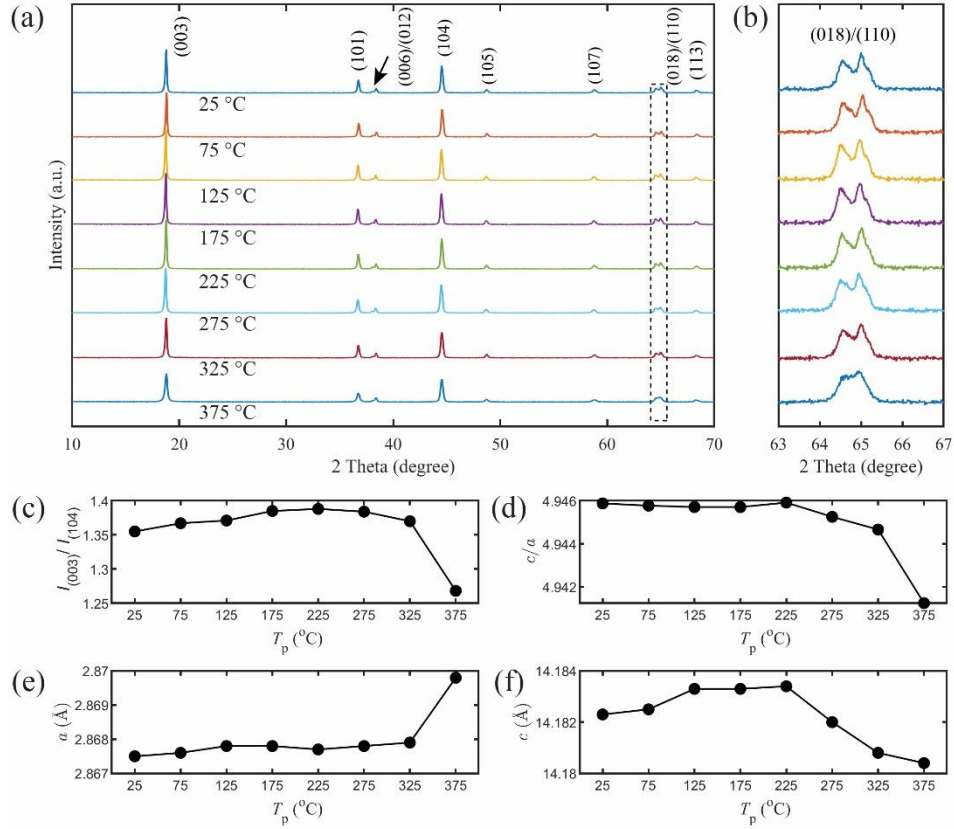 (a)
(003)
(101)
(006)/(012)
(104)
(105)
(107)
(018)/(110)
(113)
25 °C
75 °C
125 °C
175 °C
225 °C
275 °C
325 °C
375 °C
Intensity (a.u.)
10 20 30 40 50 60 70
2 Theta (degree)
(b)
(018)/(110)
63 64 65 66 67
2 Theta (degree)
(c)
1.4
1.35
1.3
1.25
I(003)/ I(104)
25 75 125 175 225 275 325 375
Tp (°C)
(d)
4.946
4.944
4.942
c/a
25 75 125 175 225 275 325 375
Tp (°C)
(e)
2.87
2.869
2.868
2.867
a (Å)
25 75 125 175 225 275 325 375
Tp (°C)
(f)
14.184
14.182
14.18
c (Å)
25 75 125 175 225 275 325 375
Tp (°C)